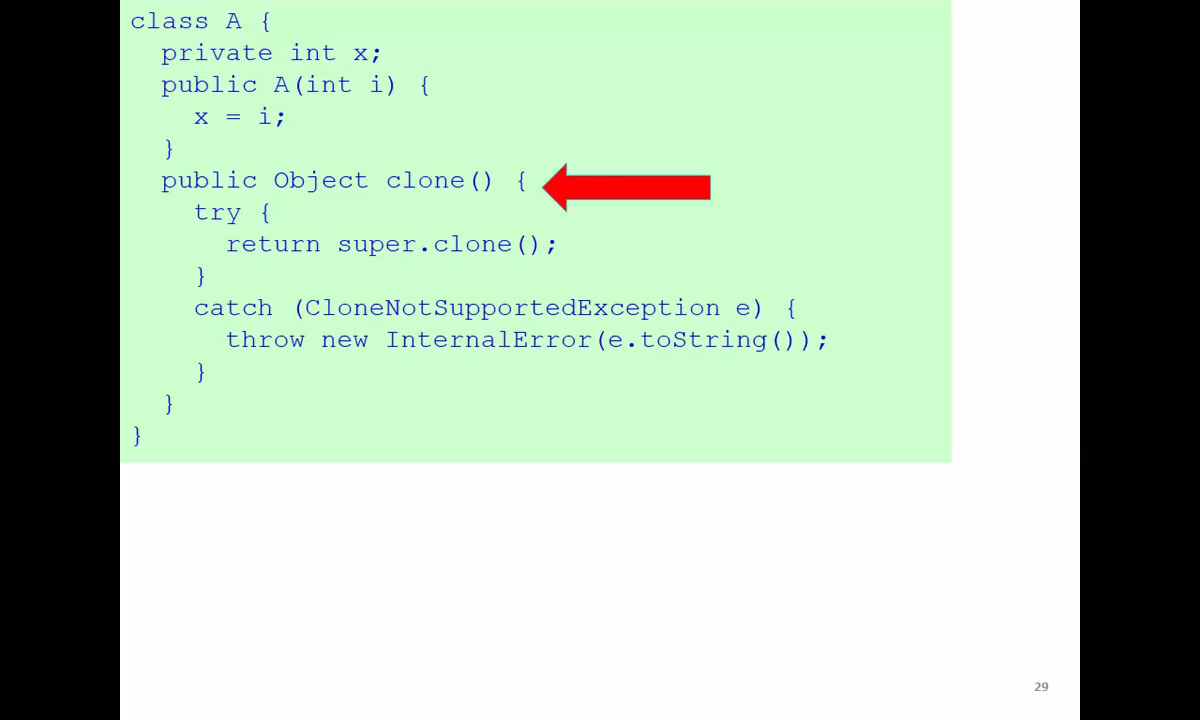 class A {
  private int x;
  public A(int i) {
    x = i;
  }
  public Object clone() {
    try {
      return super.clone();
    }
    catch (CloneNotSupportedException e) {
      throw new InternalError(e.toString());
    }
  }
}
29